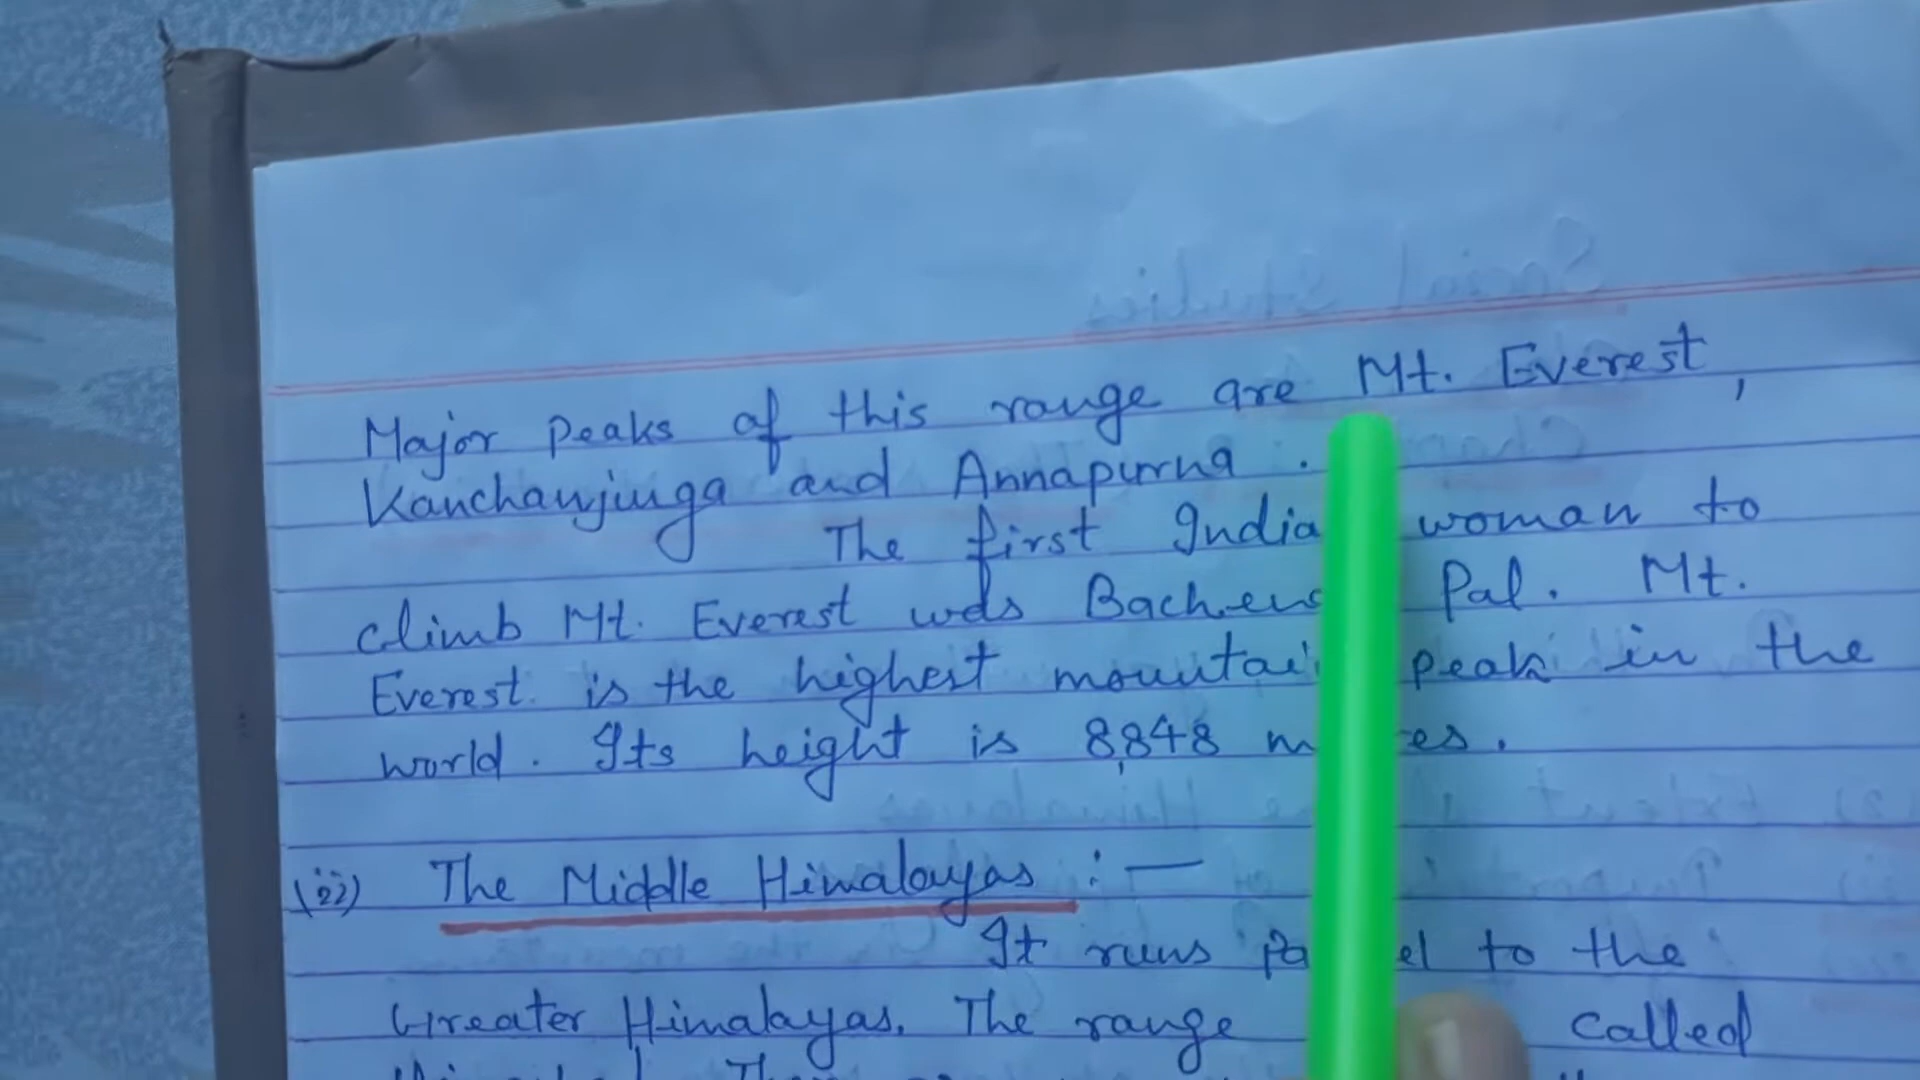 Major Peaks of this range are Mt. Everest,
Kanchanjunga and Annapurna.
The first India woman to
climb Mt. Everest was Bachen Pal. Mt.
Everest is the highest mountai peak in the
world. Its height is 8,848 m es.
(ii) The Middle Himalayas :—
It runs pa el to the
Greater Himalayas. The range called